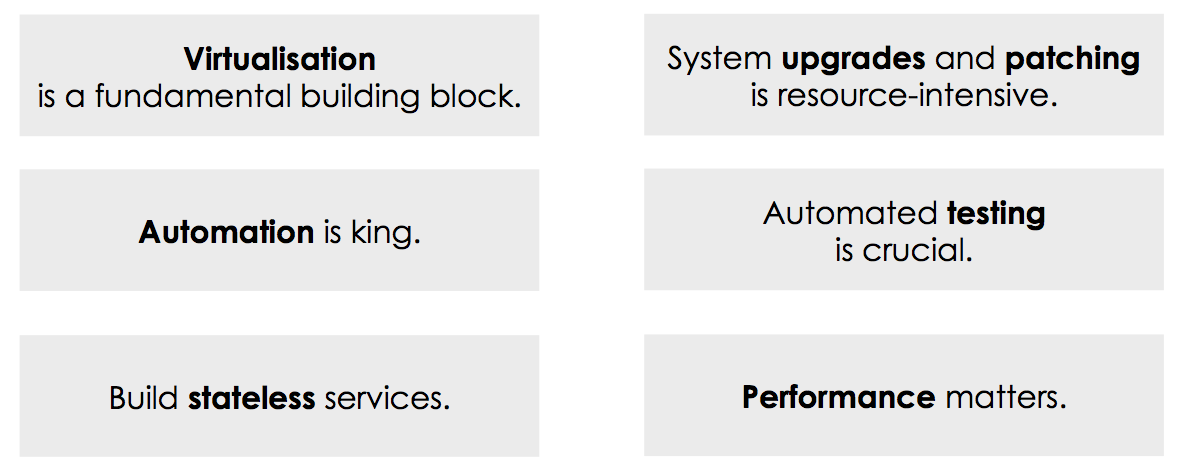 Virtualisation
is a fundamental building block.
System upgrades and patching
is resource-intensive.
Automation is king.
Automated testing
is crucial.
Build stateless services.
Performance matters.